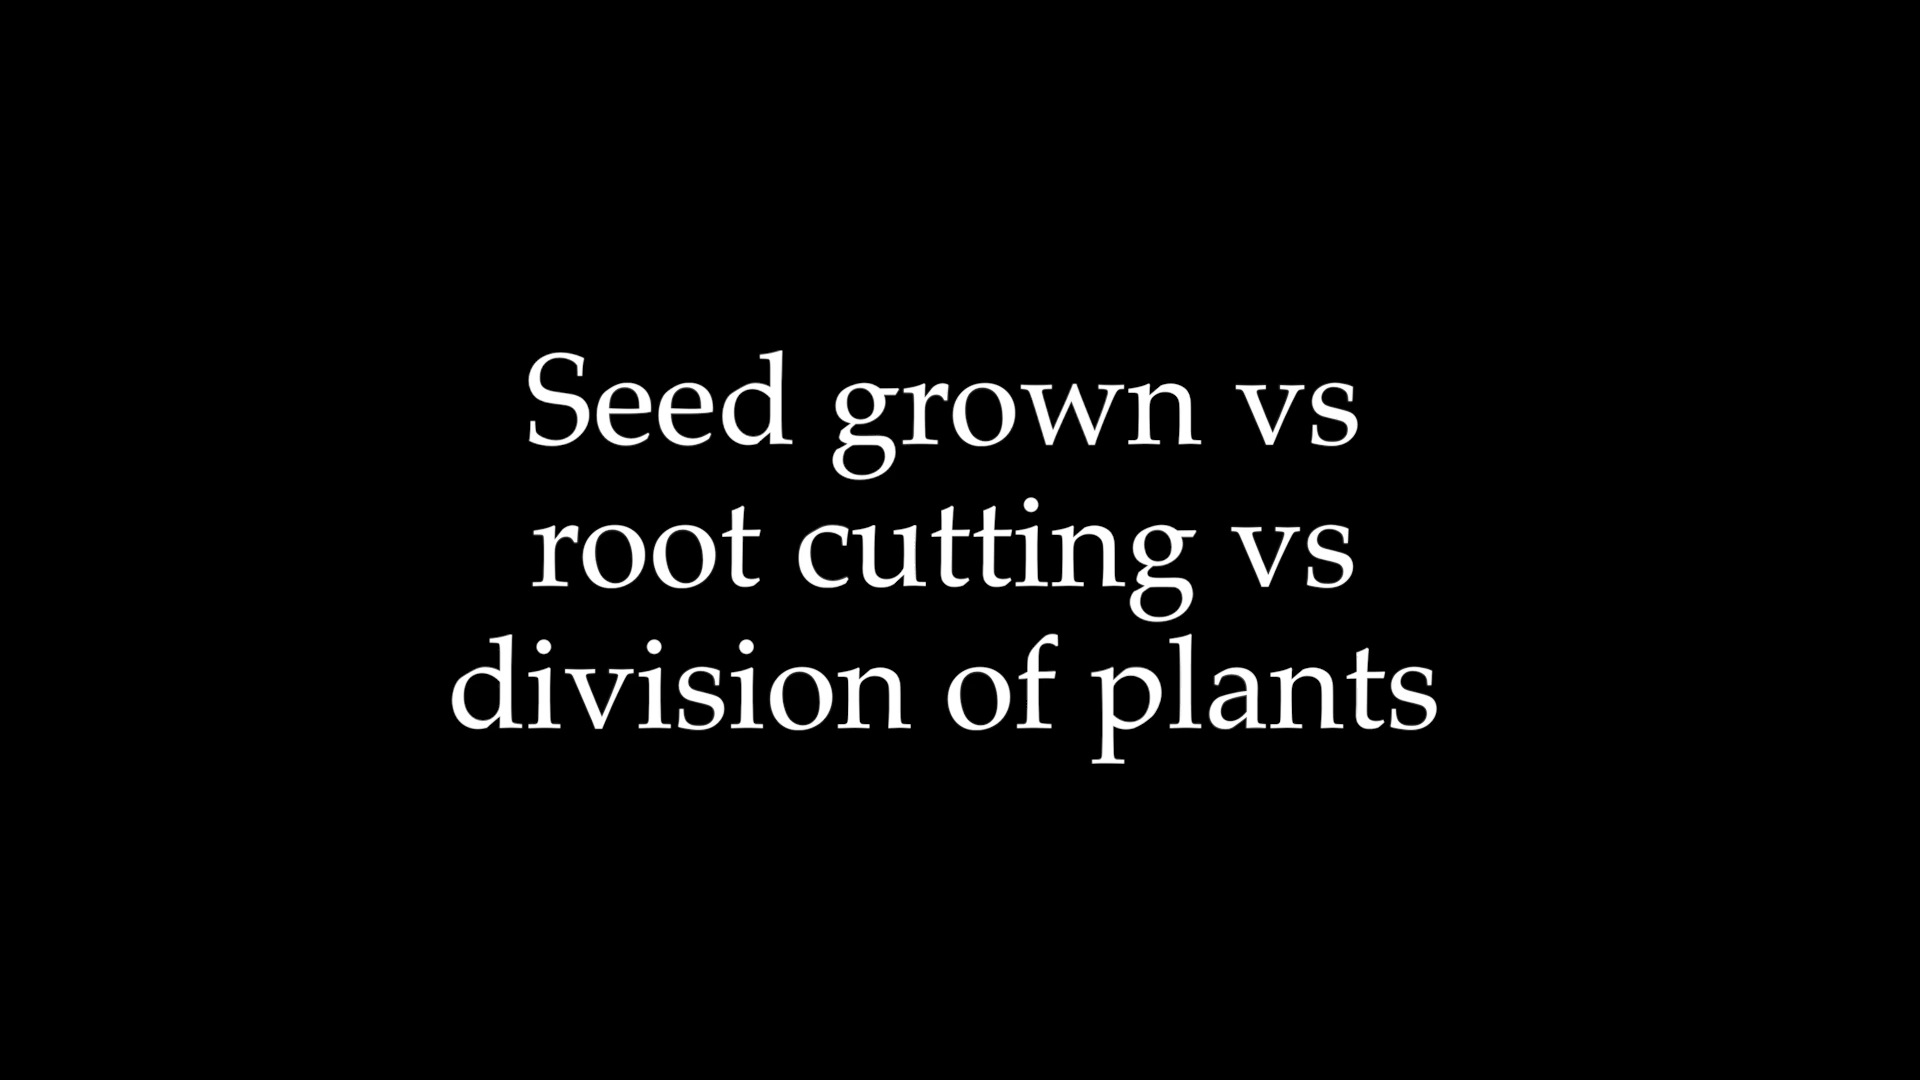 Seed grown vs
root cutting vs
division of plants